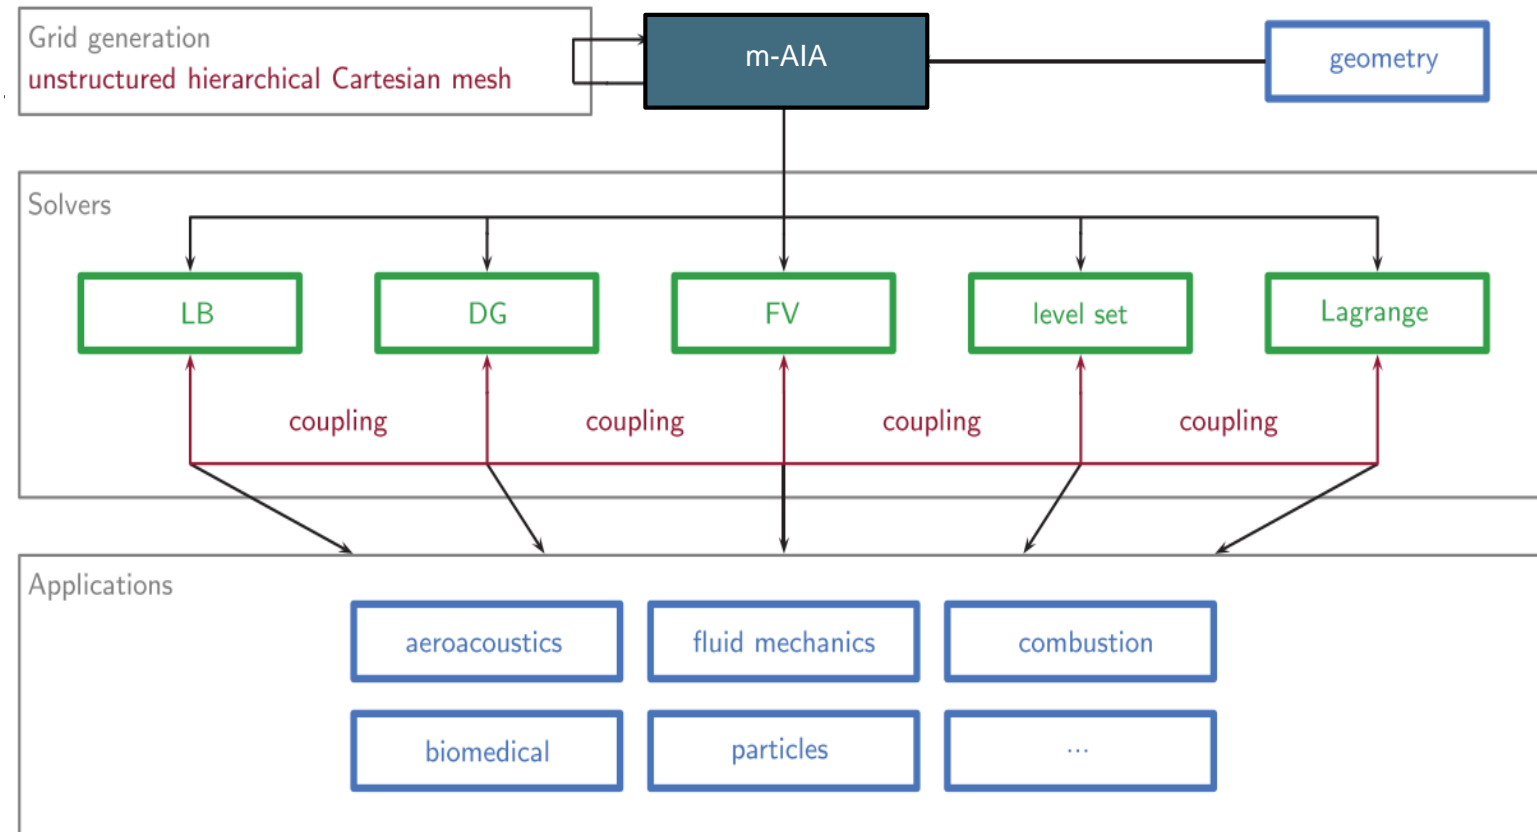 Grid generation
unstructured hierarchical Cartesian mesh
m-AIA
geometry
Solvers
LB
DG
FV
level set
Lagrange
coupling
coupling
coupling
coupling
Applications
aeroacoustics
fluid mechanics
combustion
biomedical
particles
...